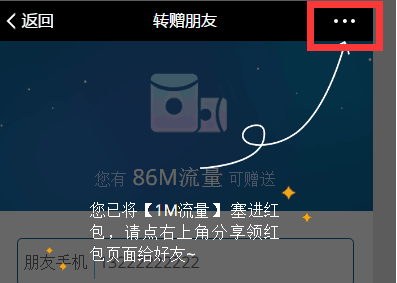 返回 转赠朋友 •••
您有 86M流量 可赠送
您已将【1M流量】塞进红
包，请点右上角分享领红
包页面给好友~
朋友手机 13222222222